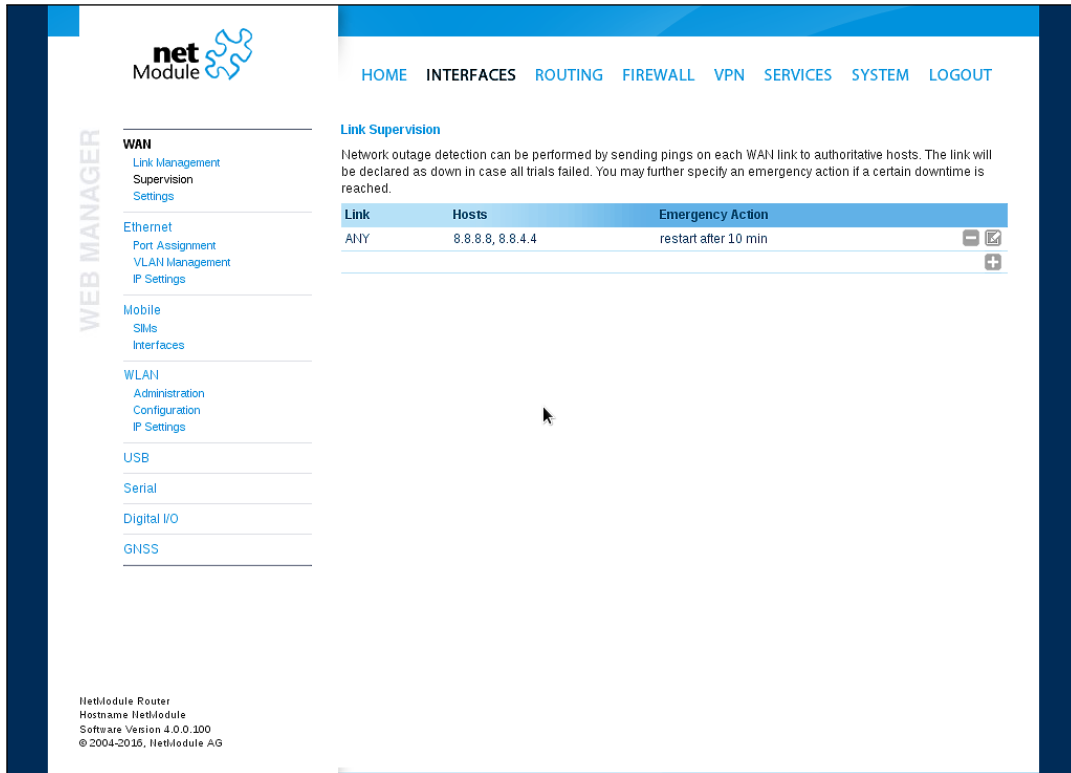 net
Module
HOME INTERFACES ROUTING FIREWALL VPN SERVICES SYSTEM LOGOUT
WEB MANAGER
WAN
Link Management
Supervision
Settings
Ethernet
Port Assignment
VLAN Management
IP Settings
Mobile
SIMs
Interfaces
WLAN
Administration
Configuration
IP Settings
USB
Serial
Digital I/O
GNSS
Link Supervision
Network outage detection can be performed by sending pings on each WAN link to authoritative hosts. The link will
be declared as down in case all trials failed. You may further specify an emergency action if a certain downtime is
reached.
Link Hosts Emergency Action
ANY 8.8.8.8, 8.8.4.4 restart after 10 min
NetModule Router
Hostname NetModule
Software Version 4.0.0.100
© 2004-2016, NetModule AG